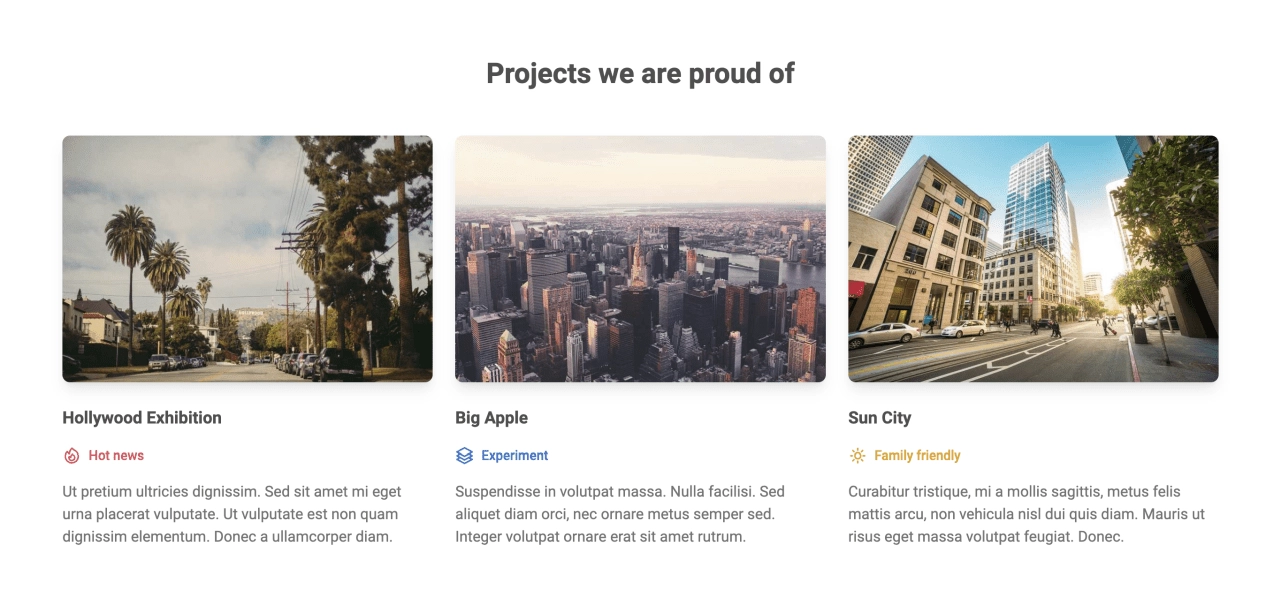 Projects we are proud of
Hollywood Exhibition
Hot news
Ut pretium ultricies dignissim. Sed sit amet mi eget
urna placerat vulputate. Ut vulputate est non quam
dignissim elementum. Donec a ullamcorper diam.
Big Apple
Experiment
Suspendisse in volutpat massa. Nulla facilisi. Sed
aliquet diam orci, nec ornare metus semper sed.
Integer volutpat ornare erat sit amet rutrum.
Sun City
Family friendly
Curabitur tristique, mi a mollis sagittis, metus felis
mattis arcu, non vehicula nisl dui quis diam. Mauris ut
risus eget massa volutpat feugiat. Donec.